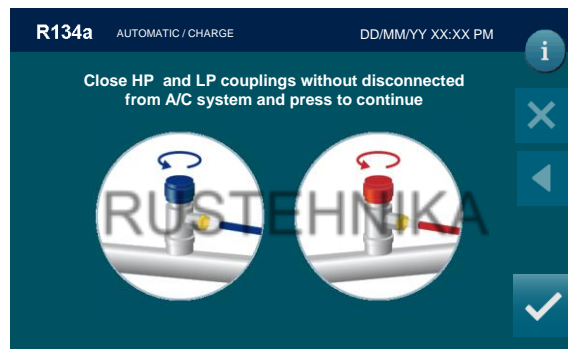 R134a AUTOMATIC / CHARGE DD/MM/YY XX:XX PM
i
Close HP and LP couplings without disconnected
from A/C system and press to continue
RUSTEHNIKA